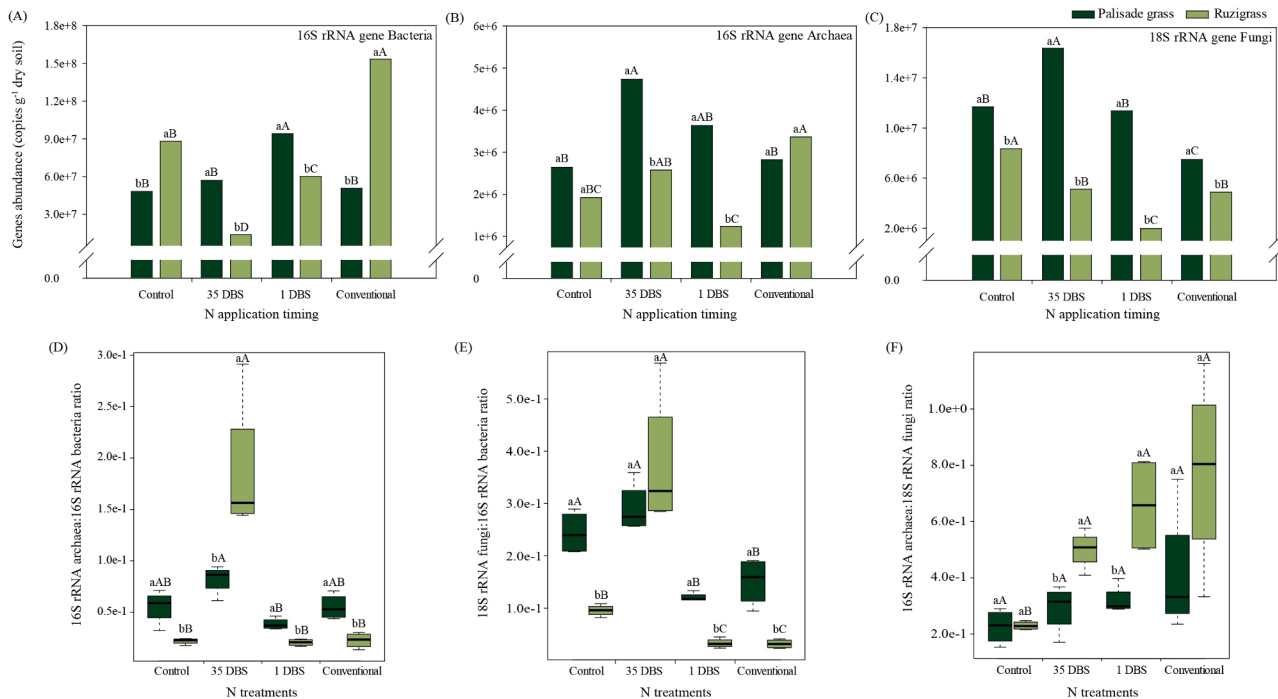 Palisade grass
Ruzigrass
(A)
16S rRNA gene Bacteria
Genes abundance (copies g⁻¹ dry soil)
1.8e+8
1.5e+8
1.2e+8
9.0e+7
6.0e+7
3.0e+7
0.0
bB
aB
aB
bD
aA
bC
bB
aA
Control
35 DBS
1 DBS
Conventional
N application timing
(B)
16S rRNA gene Archaea
6e+6
5e+6
4e+6
3e+6
2e+6
1e+6
0
aB
aBC
aA
bAB
aAB
bC
aB
aA
Control
35 DBS
1 DBS
Conventional
N application timing
(C)
18S rRNA gene Fungi
1.8e+7
1.4e+7
1.0e+7
6.0e+6
2.0e+6
0.0
aB
bA
aA
bB
aB
bC
aC
bB
Control
35 DBS
1 DBS
Conventional
N application timing
(D)
16S rRNA archaea:16S rRNA bacteria ratio
3.0e-1
2.5e-1
2.0e-1
1.5e-1
1.0e-1
0.5e-1
aAB
bB
bA
aA
aB
bB
aAB
bB
Control
35 DBS
1 DBS
Conventional
N treatments
(E)
18S rRNA fungi:16S rRNA bacteria ratio
5.0e-1
4.0e-1
3.0e-1
2.0e-1
1.0e-1
aA
bB
aA
aA
aB
bC
aB
bC
Control
35 DBS
1 DBS
Conventional
N treatments
(F)
16S rRNA archaea:18S rRNA fungi ratio
1.0e+0
8.0e-1
6.0e-1
4.0e-1
2.0e-1
aA
aB
bA
aA
bA
aA
aA
aA
Control
35 DBS
1 DBS
Conventional
N treatments